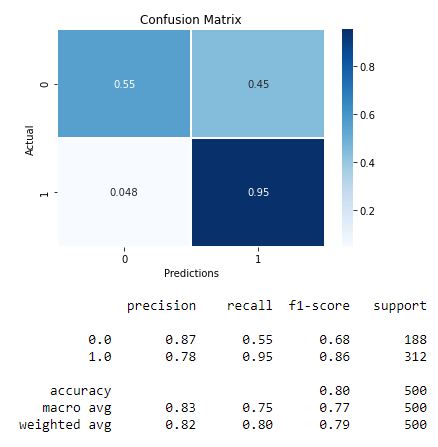 Confusion Matrix
0.8
0.55 0.45
0
0.6
Actual
0.4
0.048 0.95
1
0.2
0 1
Predictions
precision recall f1-score support
0.0 0.87 0.55 0.68 188
1.0 0.78 0.95 0.86 312
accuracy 0.80 500
macro avg 0.83 0.75 0.77 500
weighted avg 0.82 0.80 0.79 500